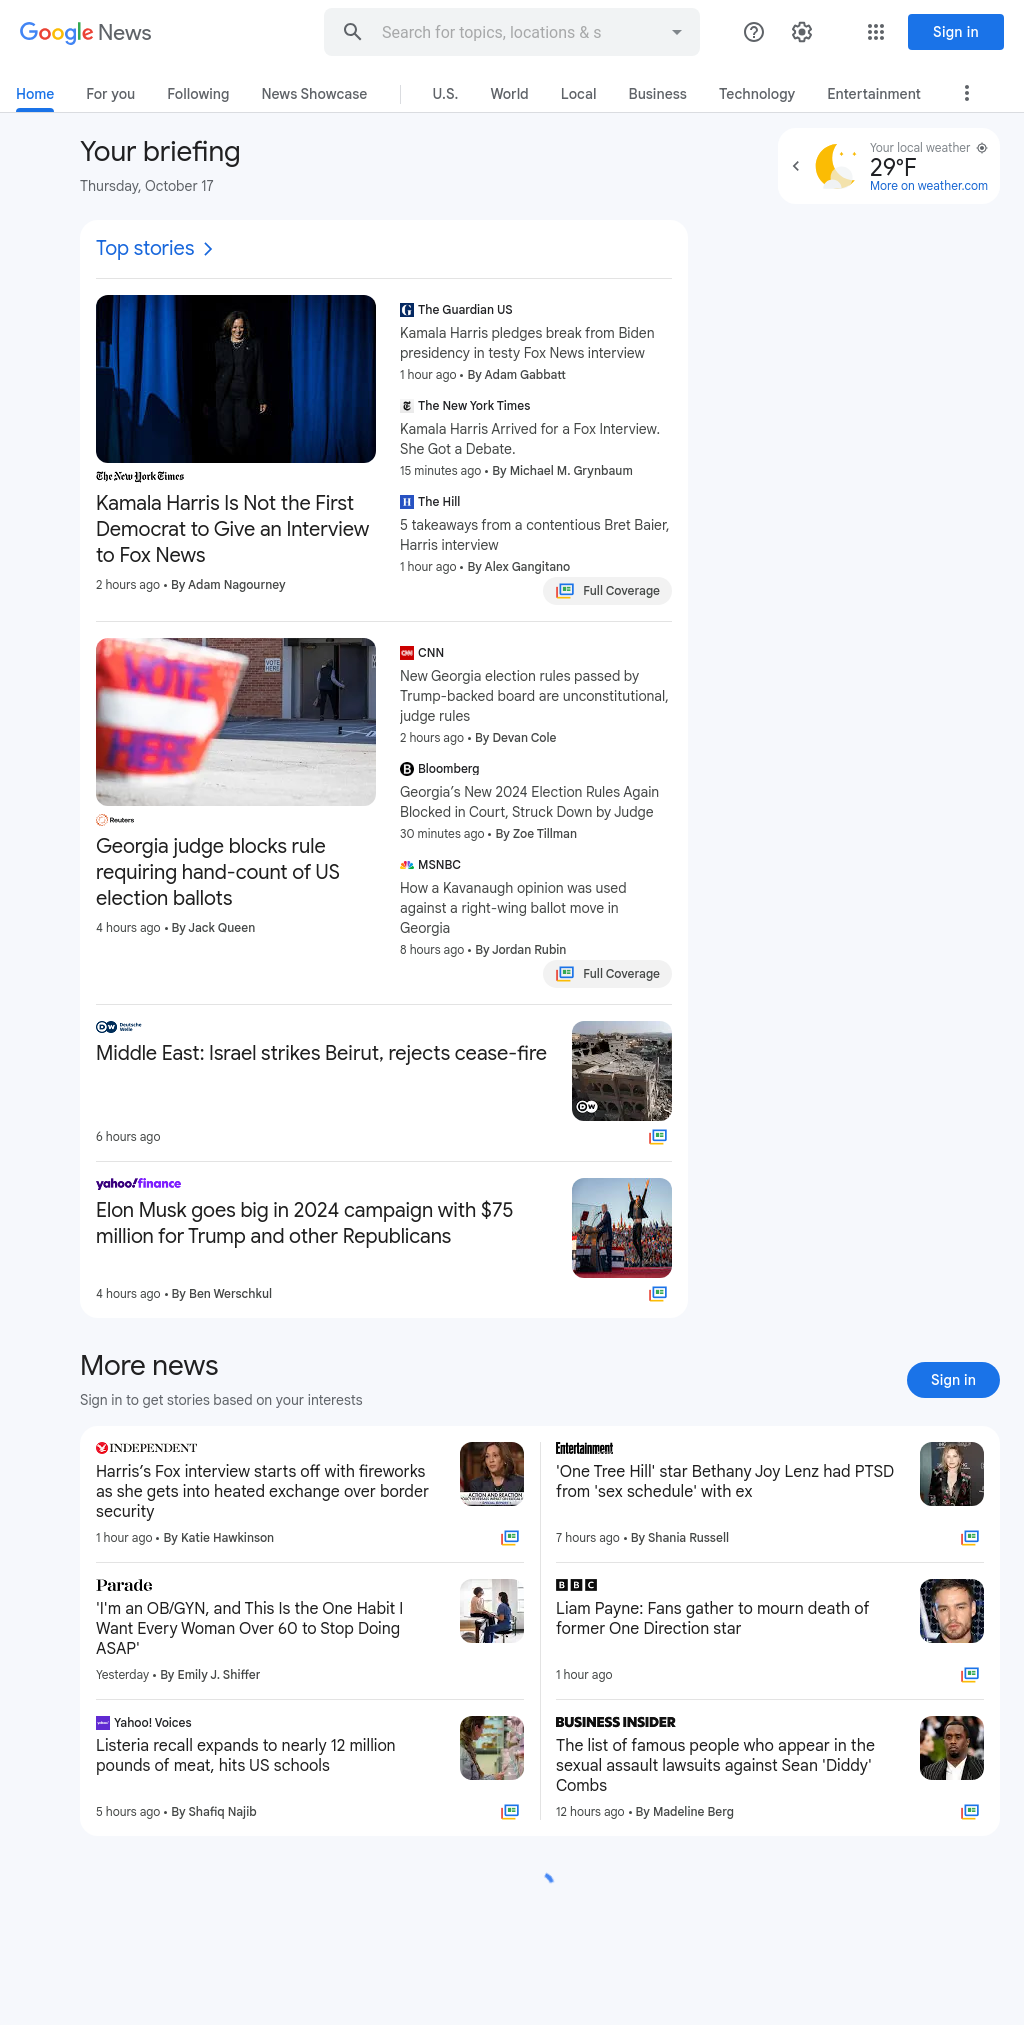 Google News
Search for topics, locations & s
Sign in
Home
For you
Following
News Showcase
U.S.
World
Local
Business
Technology
Entertainment
Your briefing
Thursday, October 17
Your local weather
29°F
More on weather.com
Top stories
The New York Times
Kamala Harris Is Not the First
Democrat to Give an Interview
to Fox News
2 hours ago • By Adam Nagourney
The Guardian US
Kamala Harris pledges break from Biden
presidency in testy Fox News interview
1 hour ago • By Adam Gabbatt
The New York Times
Kamala Harris Arrived for a Fox Interview.
She Got a Debate.
15 minutes ago • By Michael M. Grynbaum
The Hill
5 takeaways from a contentious Bret Baier,
Harris interview
1 hour ago • By Alex Gangitano
Full Coverage
VOTE
HERE
VOTE
HERE
Reuters
Georgia judge blocks rule
requiring hand-count of US
election ballots
4 hours ago • By Jack Queen
CNN
CNN
New Georgia election rules passed by
Trump-backed board are unconstitutional,
judge rules
2 hours ago • By Devan Cole
Bloomberg
Georgia’s New 2024 Election Rules Again
Blocked in Court, Struck Down by Judge
30 minutes ago • By Zoe Tillman
MSNBC
How a Kavanaugh opinion was used
against a right-wing ballot move in
Georgia
8 hours ago • By Jordan Rubin
Full Coverage
DW Deutsche
Welle
Middle East: Israel strikes Beirut, rejects cease-fire
DW
6 hours ago
yahoo!finance
Elon Musk goes big in 2024 campaign with $75
million for Trump and other Republicans
4 hours ago • By Ben Werschkul
More news
Sign in to get stories based on your interests
Sign in
INDEPENDENT
Harris’s Fox interview starts off with fireworks
as she gets into heated exchange over border
security
ACTION AND REACTION
1 hour ago • By Katie Hawkinson
Entertainment
'One Tree Hill' star Bethany Joy Lenz had PTSD
from 'sex schedule' with ex
7 hours ago • By Shania Russell
Parade
'I'm an OB/GYN, and This Is the One Habit I
Want Every Woman Over 60 to Stop Doing
ASAP'
Yesterday • By Emily J. Shiffer
BBC
Liam Payne: Fans gather to mourn death of
former One Direction star
1 hour ago
Yahoo! Voices
Listeria recall expands to nearly 12 million
pounds of meat, hits US schools
5 hours ago • By Shafiq Najib
BUSINESS INSIDER
The list of famous people who appear in the
sexual assault lawsuits against Sean 'Diddy'
Combs
12 hours ago • By Madeline Berg